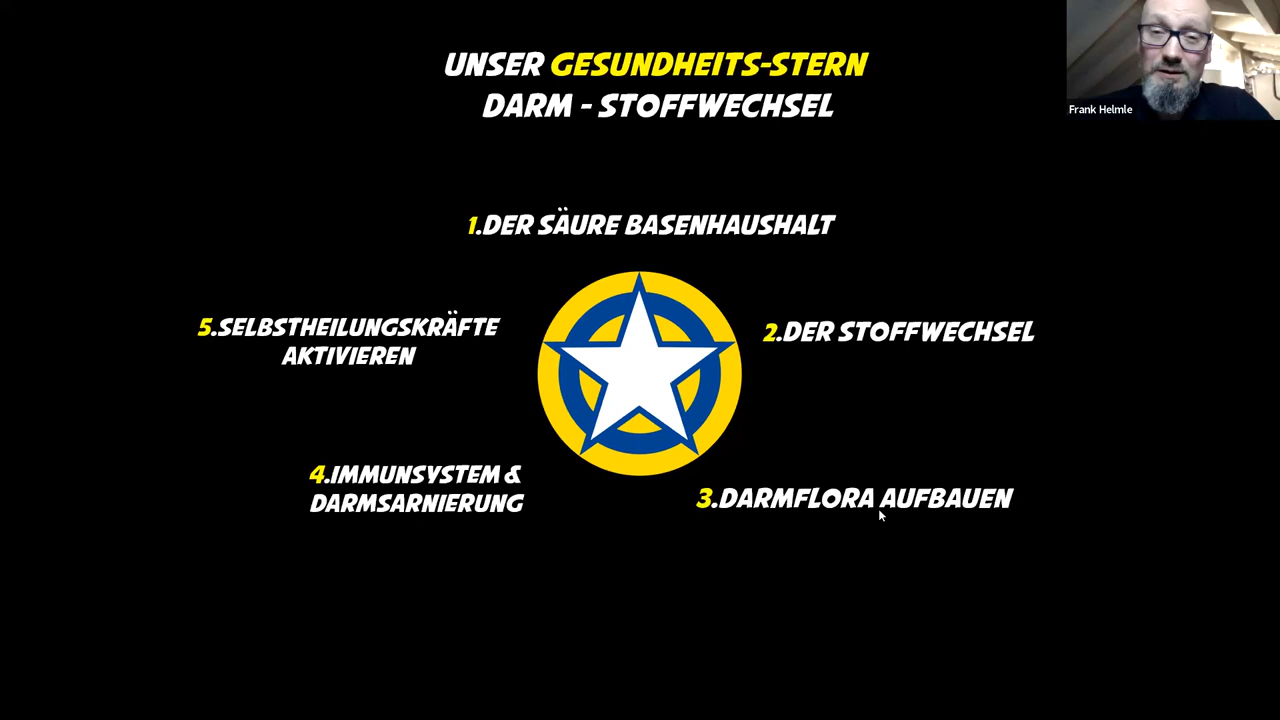 UNSER GESUNDHEITS-STERN
DARM - STOFFWECHSEL
Frank Helmle
1.DER SÄURE BASENHAUSHALT
2.DER STOFFWECHSEL
3.DARMFLORA AUFBAUEN
4.IMMUNSYSTEM &
DARMSARNIERUNG
5.SELBSTHEILUNGSKRÄFTE
AKTIVIEREN